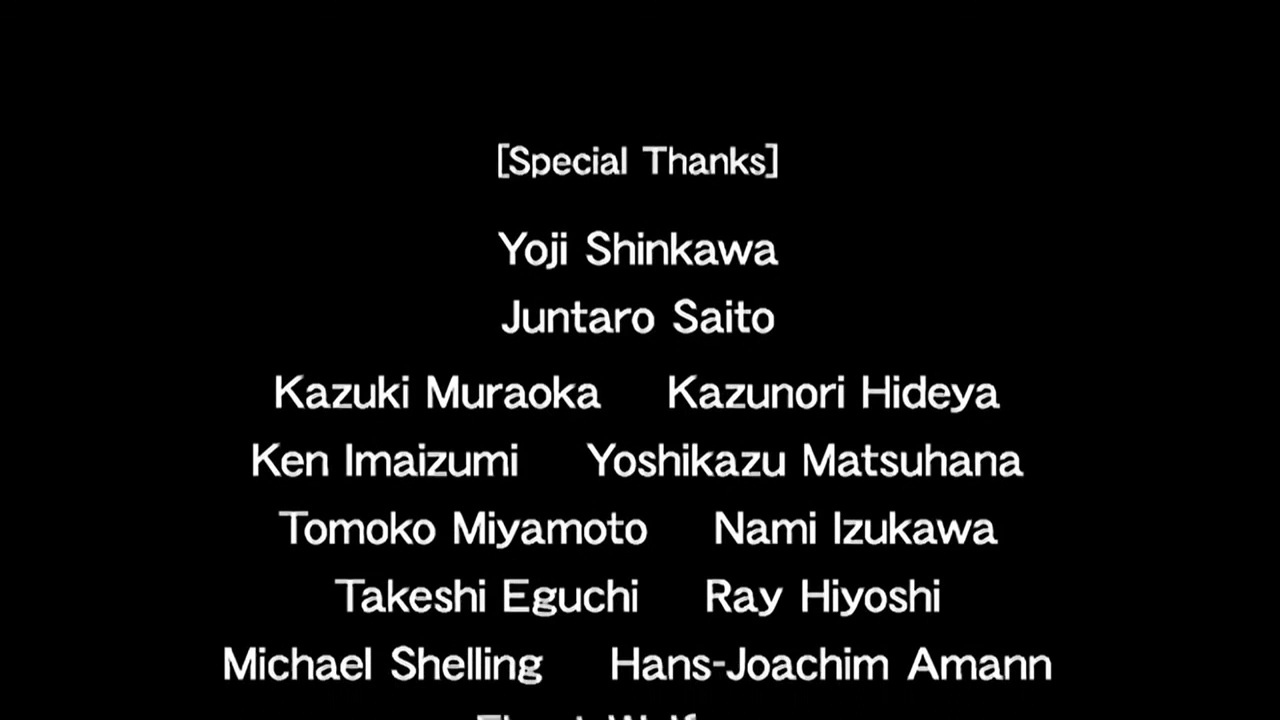 [Special Thanks]
Yoji Shinkawa
Juntaro Saito
Kazuki Muraoka Kazunori Hideya
Ken Imaizumi Yoshikazu Matsuhana
Tomoko Miyamoto Nami Izukawa
Takeshi Eguchi Ray Hiyoshi
Michael Shelling Hans-Joachim Amann